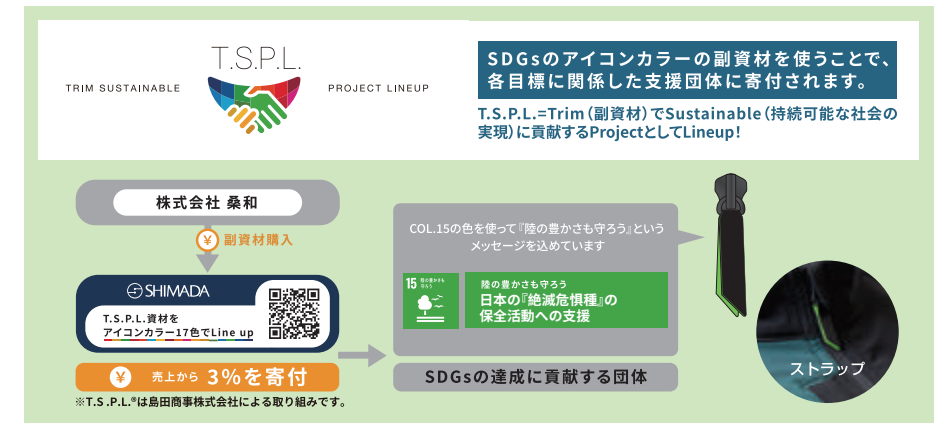 T.S.P.L.
TRIM SUSTAINABLE
PROJECT LINEUP
SDGsのアイコンカラーの副資材を使うことで、
各目標に関係した支援団体に寄付されます。
T.S.P.L.=Trim（副資材）でSustainable（持続可能な社会の
実現）に貢献するProjectとしてLineup！
株式会社 桑和
¥ 副資材購入
SHIMADA
T.S.P.L.資材を
アイコンカラー17色でLine up
¥ 売上から 3%を寄付
※T.S.P.L.®は島田商事株式会社による取り組みです。
COL.15の色を使って『陸の豊かさも守ろう』という
メッセージを込めています
15 陸の豊かさも
守ろう
陸の豊かさも守ろう
日本の『絶滅危惧種』の
保全活動への支援
SDGsの達成に貢献する団体
ストラップ